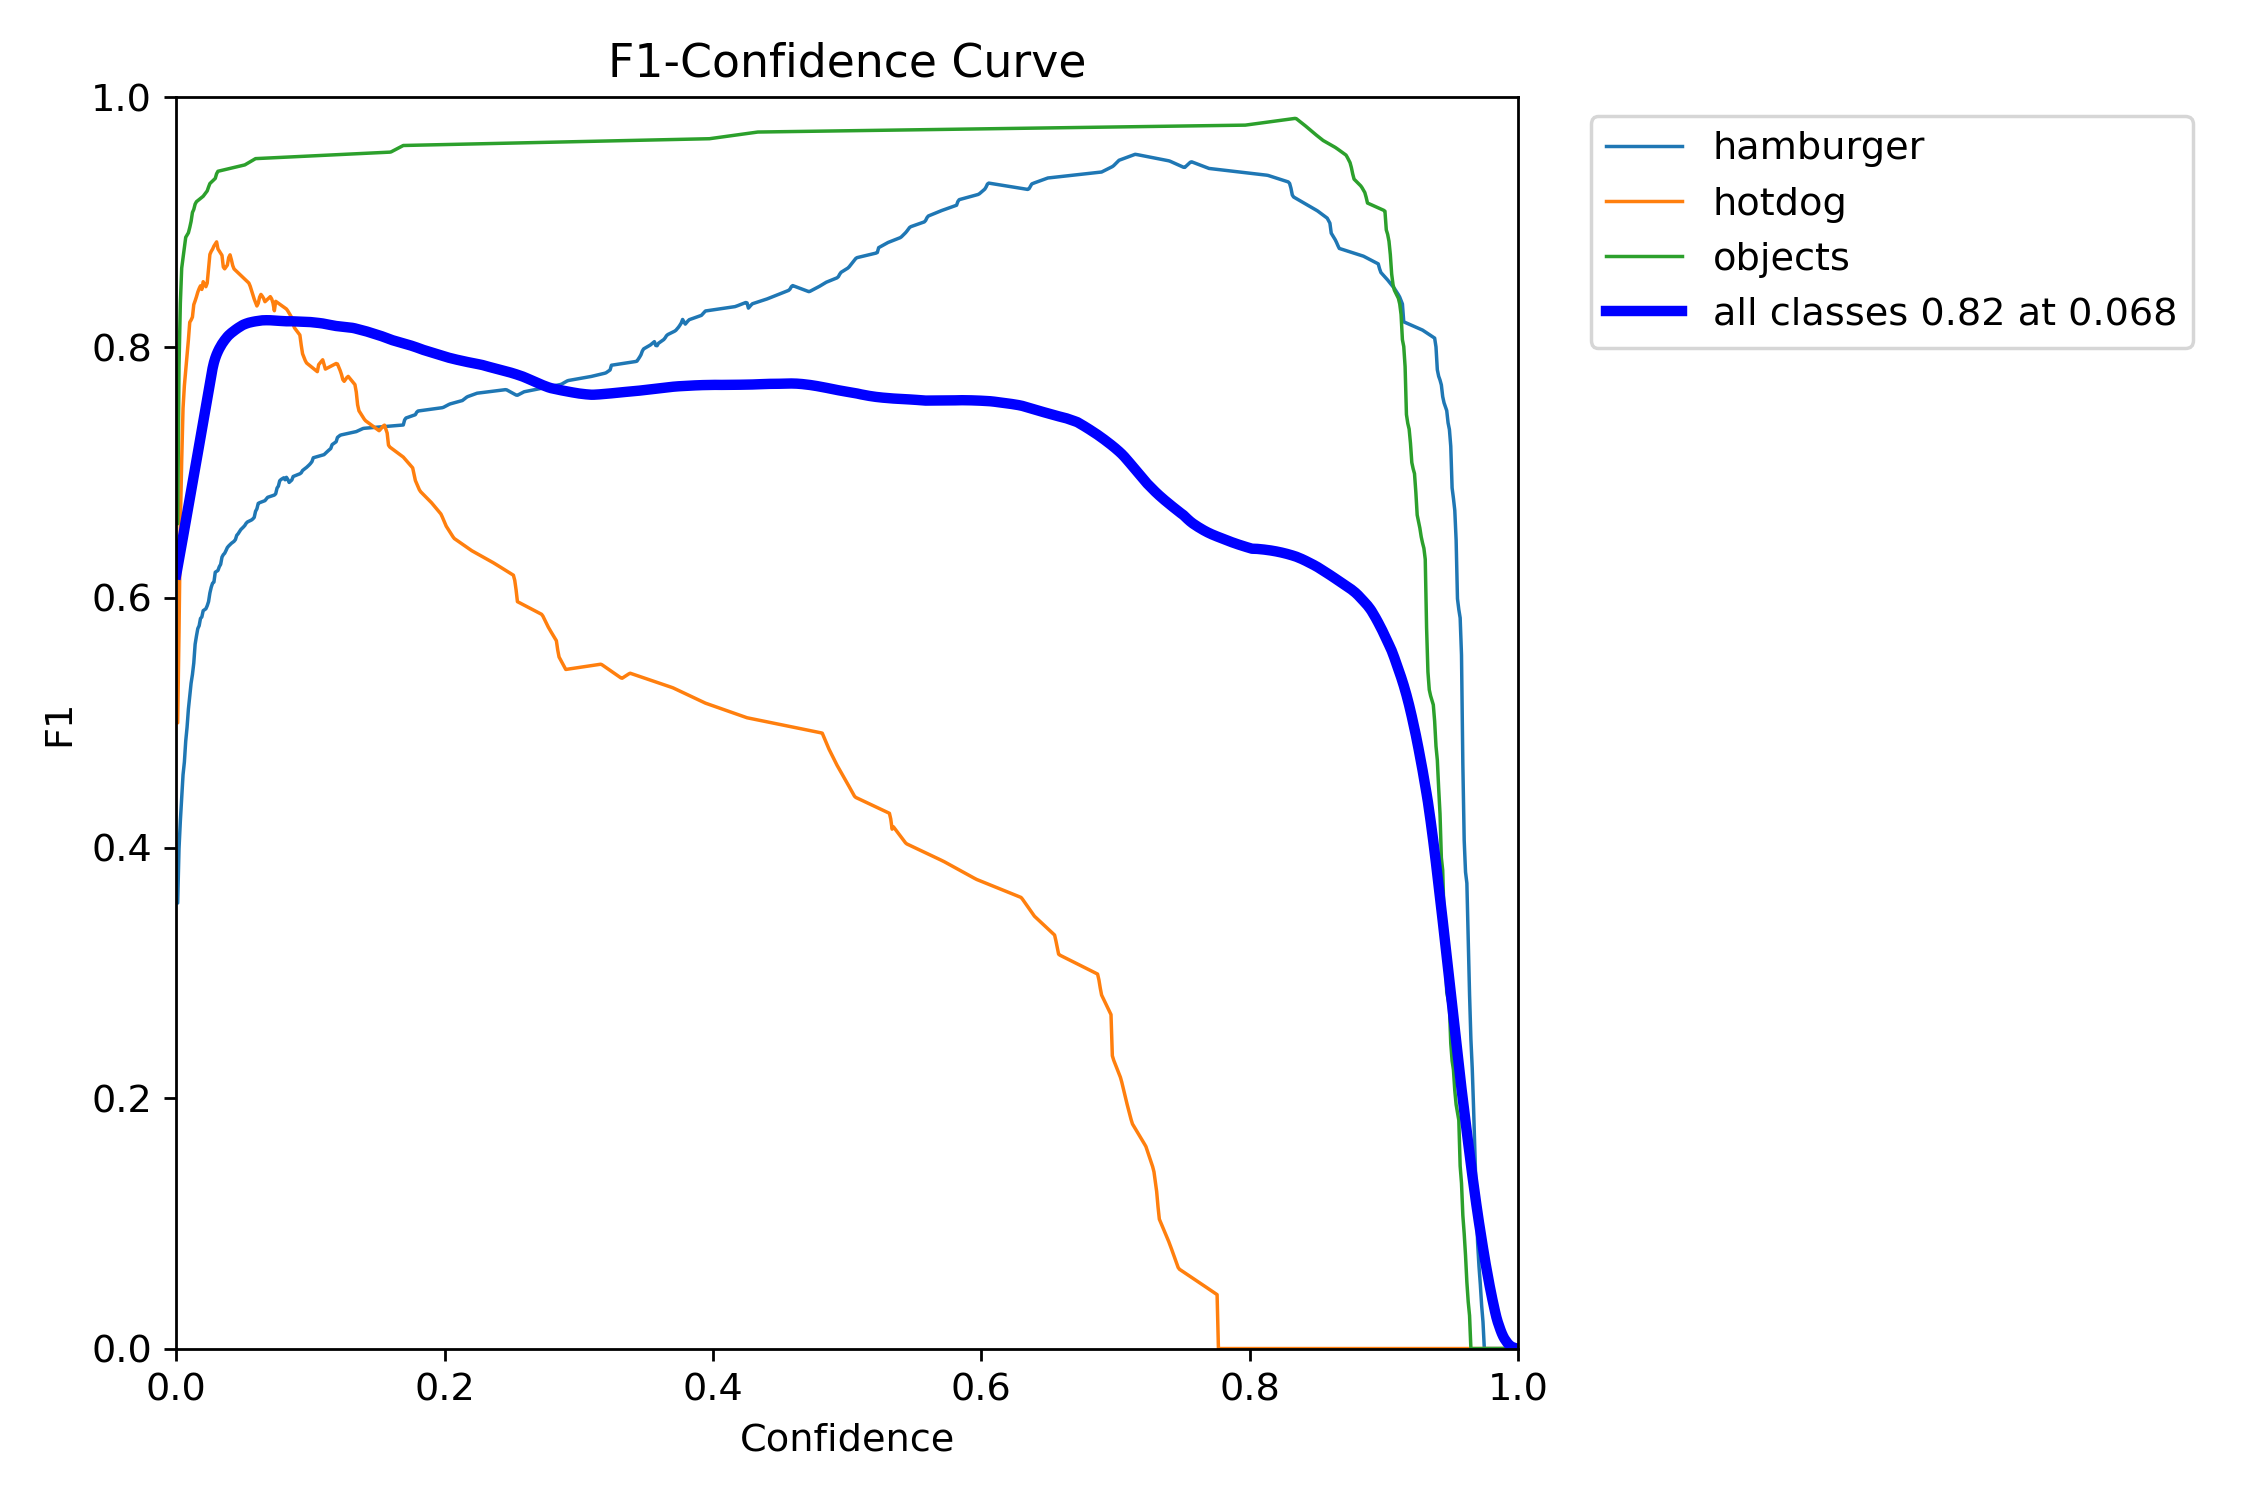 F1-Confidence Curve
1.0
0.8
0.6
0.4
0.2
0.0
F1
0.0 0.2 0.4 0.6 0.8 1.0
Confidence
hamburger
hotdog
objects
all classes 0.82 at 0.068